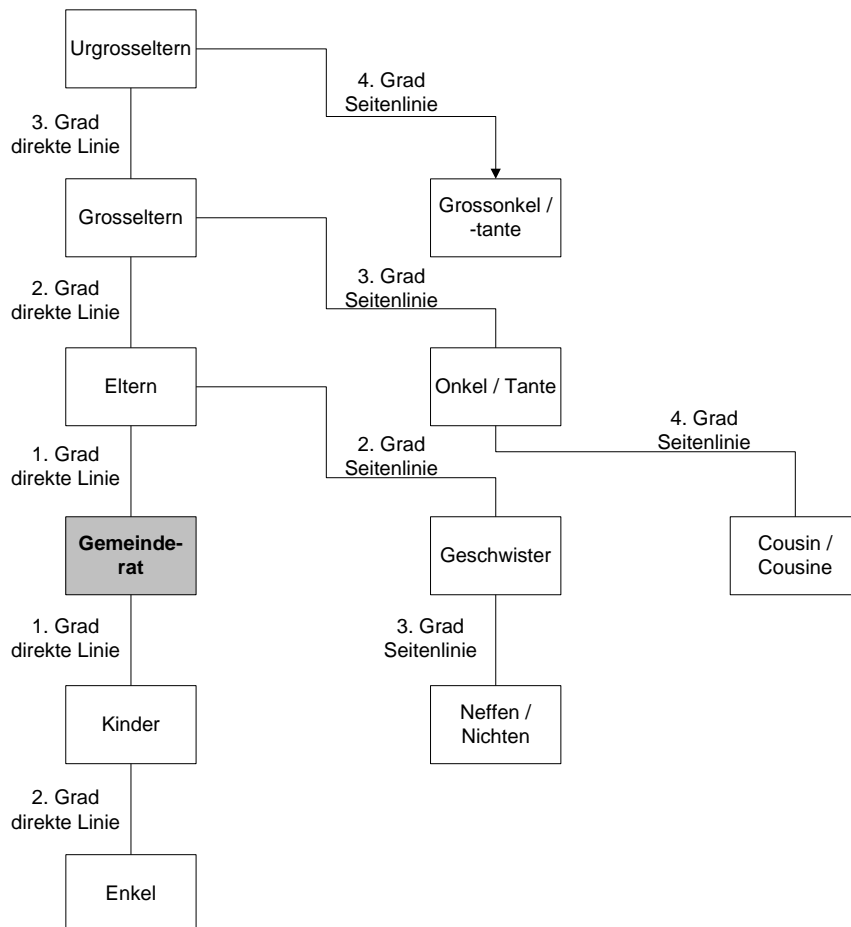 Urgrosseltern
4. Grad
Seitenlinie
3. Grad
direkte Linie
Grosseltern
Grossonkel /
-tante
3. Grad
Seitenlinie
2. Grad
direkte Linie
Eltern
Onkel / Tante
4. Grad
Seitenlinie
2. Grad
Seitenlinie
1. Grad
direkte Linie
Gemeinde-
rat
Geschwister
Cousin /
Cousine
1. Grad
direkte Linie
3. Grad
Seitenlinie
Kinder
Neffen /
Nichten
2. Grad
direkte Linie
Enkel